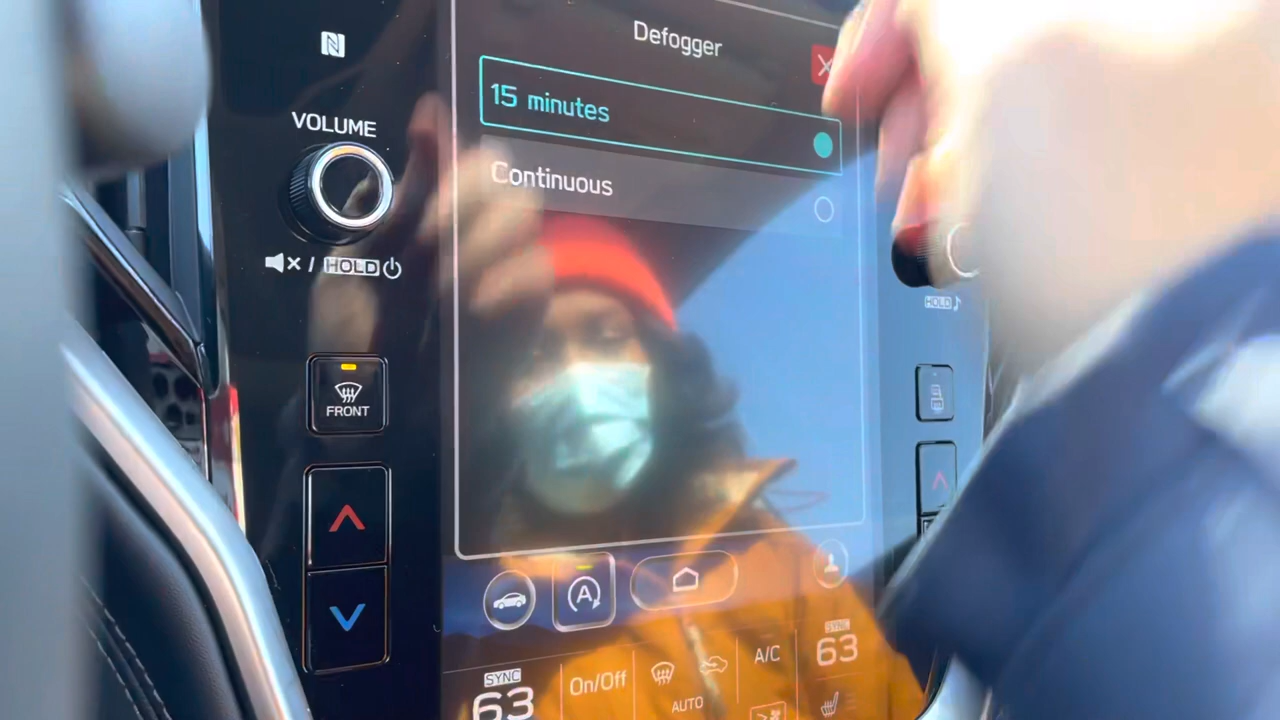 Defogger
15 minutes
VOLUME
Continuous
/ HOLD
HOLD
FRONT
A
SYNC
63
On/Off
AUTO
A/C
SYNC
63